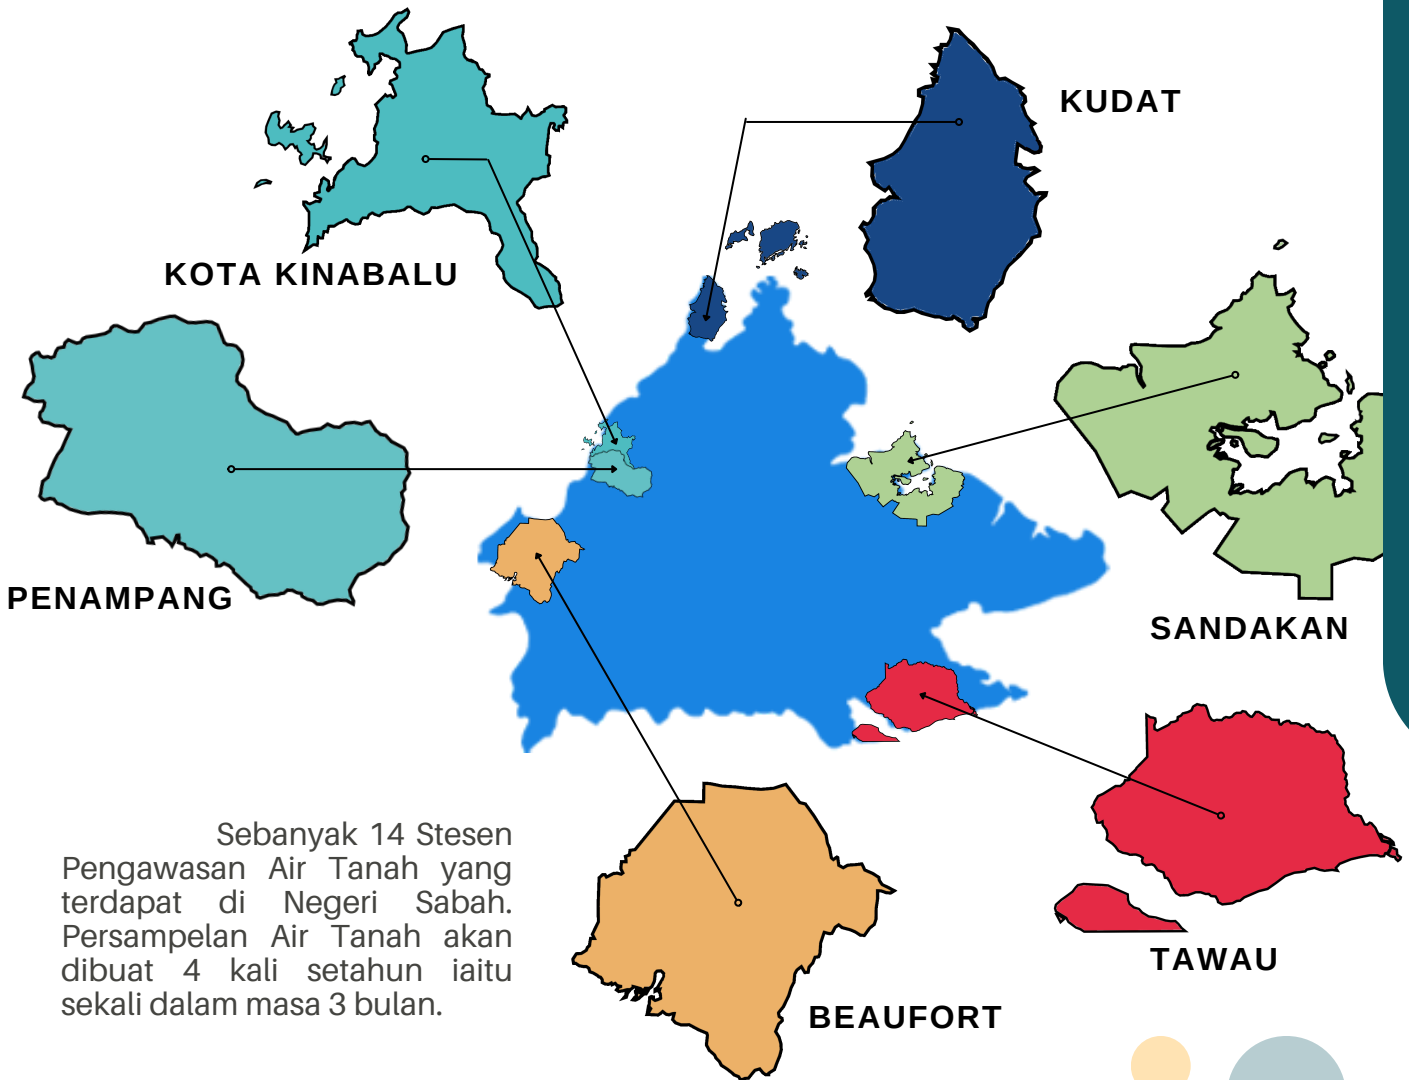 KUDAT
KOTA KINABALU
PENAMPANG
SANDAKAN
Sebanyak 14 Stesen
Pengawasan Air Tanah yang
terdapat di Negeri Sabah.
Persampelan Air Tanah akan
dibuat 4 kali setahun iaitu
sekali dalam masa 3 bulan.
TAWAU
BEAUFORT